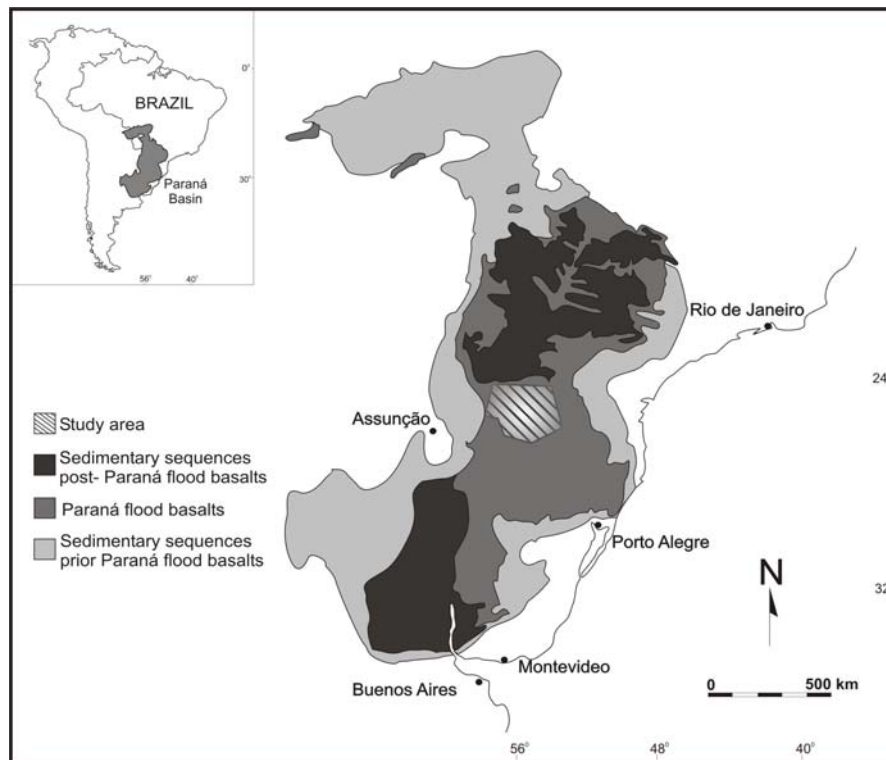 0°
BRAZIL
30°
Paraná
Basin
56°
40°
Rio de Janeiro
24
Assunção
Study area
Sedimentary sequences
post- Paraná flood basalts
Paraná flood basalts
Sedimentary sequences
prior Paraná flood basalts
Porto Alegre
N
32
Montevideo
Buenos Aires
0 500 km
56°
48°
40°